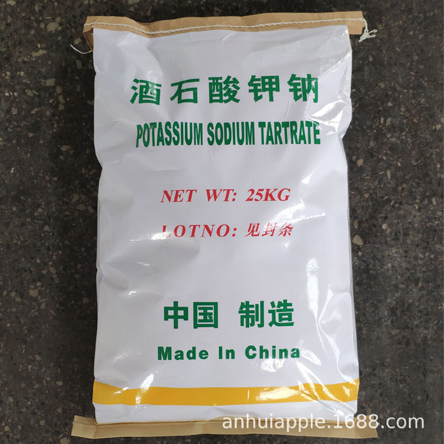 酒石酸钾钠
POTASSIUM SODIUM TARTRATE
NET WT: 25KG
LOTNO: 见封条
中国 制造
Made In China
anhuiapple.1688.com